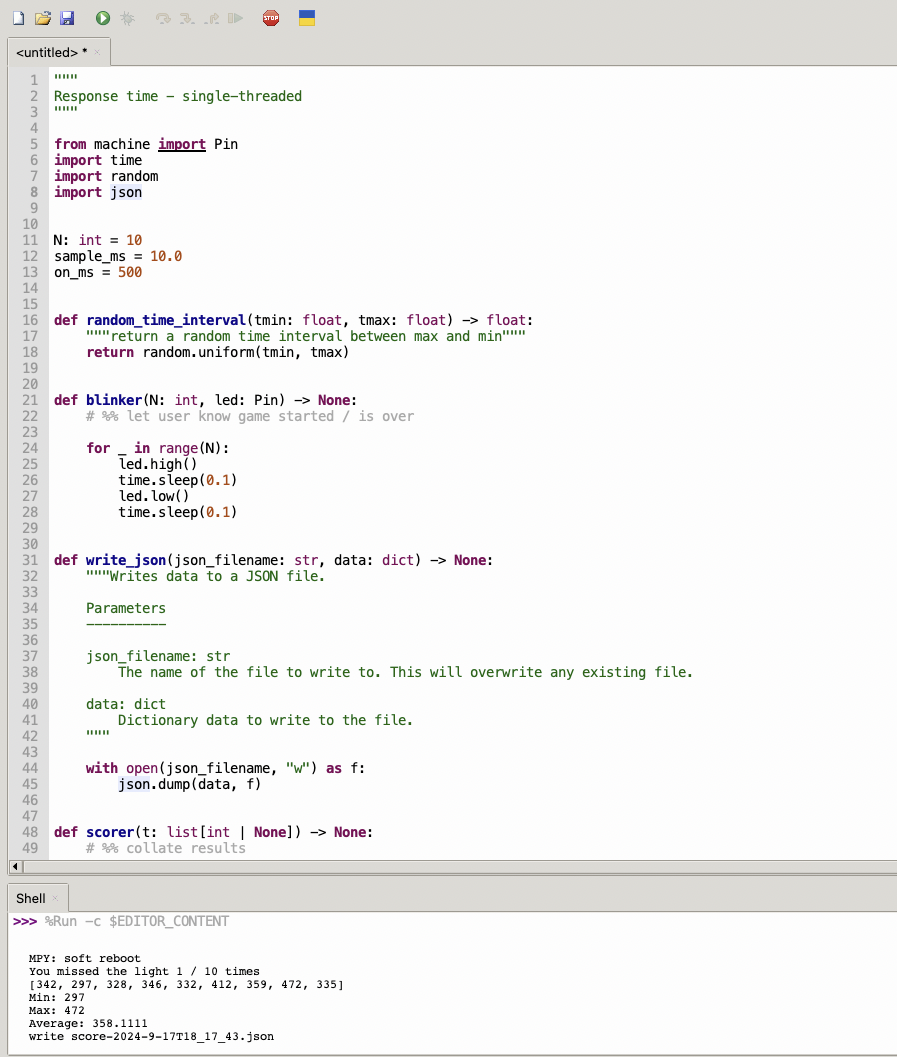 STOP
<untitled> *
1 """
2 Response time - single-threaded
3 """
4
5 from machine import Pin
6 import time
7 import random
8 import json
9
10
11 N: int = 10
12 sample_ms = 10.0
13 on_ms = 500
14
15
16 def random_time_interval(tmin: float, tmax: float) -> float:
17     """return a random time interval between max and min"""
18     return random.uniform(tmin, tmax)
19
20
21 def blinker(N: int, led: Pin) -> None:
22     # %% let user know game started / is over
23
24     for _ in range(N):
25         led.high()
26         time.sleep(0.1)
27         led.low()
28         time.sleep(0.1)
29
30
31 def write_json(json_filename: str, data: dict) -> None:
32     """Writes data to a JSON file.
33
34     Parameters
35     ----------
36
37     json_filename: str
38         The name of the file to write to. This will overwrite any existing file.
39
40     data: dict
41         Dictionary data to write to the file.
42     """
43
44     with open(json_filename, "w") as f:
45         json.dump(data, f)
46
47
48 def scorer(t: list[int | None]) -> None:
49     # %% collate results
Shell
>>> %Run -c $EDITOR_CONTENT
MPY: soft reboot
You missed the light 1 / 10 times
[342, 297, 328, 346, 332, 412, 359, 472, 335]
Min: 297
Max: 472
Average: 358.1111
write score-2024-9-17T18_17_43.json